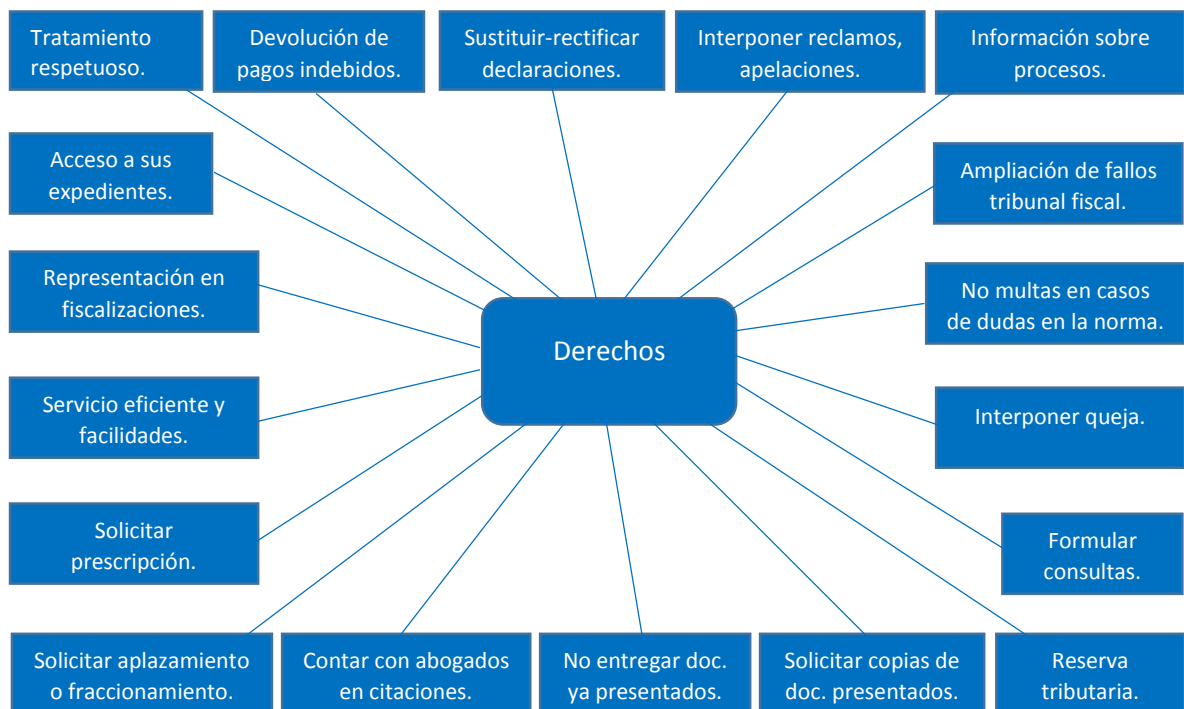 Tratamiento
respetuoso.
Devolución de
pagos indebidos.
Sustituir-rectificar
declaraciones.
Interponer reclamos,
apelaciones.
Información sobre
procesos.
Acceso a sus
expedientes.
Ampliación de fallos
tribunal fiscal.
Representación en
fiscalizaciones.
No multas en casos
de dudas en la norma.
Derechos
Servicio eficiente y
facilidades.
Interponer queja.
Solicitar
prescripción.
Formular
consultas.
Solicitar aplazamiento
o fraccionamiento.
Contar con abogados
en citaciones.
No entregar doc.
ya presentados.
Solicitar copias de
doc. presentados.
Reserva
tributaria.